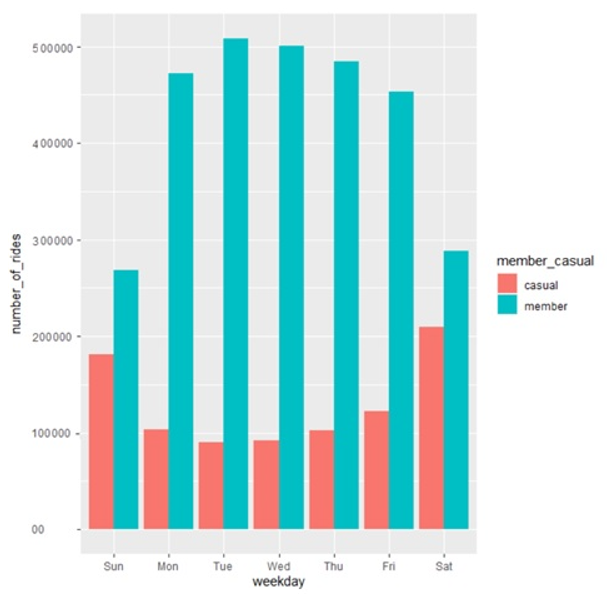 number_of_rides
500000
400000
300000
200000
100000
00
Sun Mon Tue Wed Thu Fri Sat
weekday
member_casual
casual
member